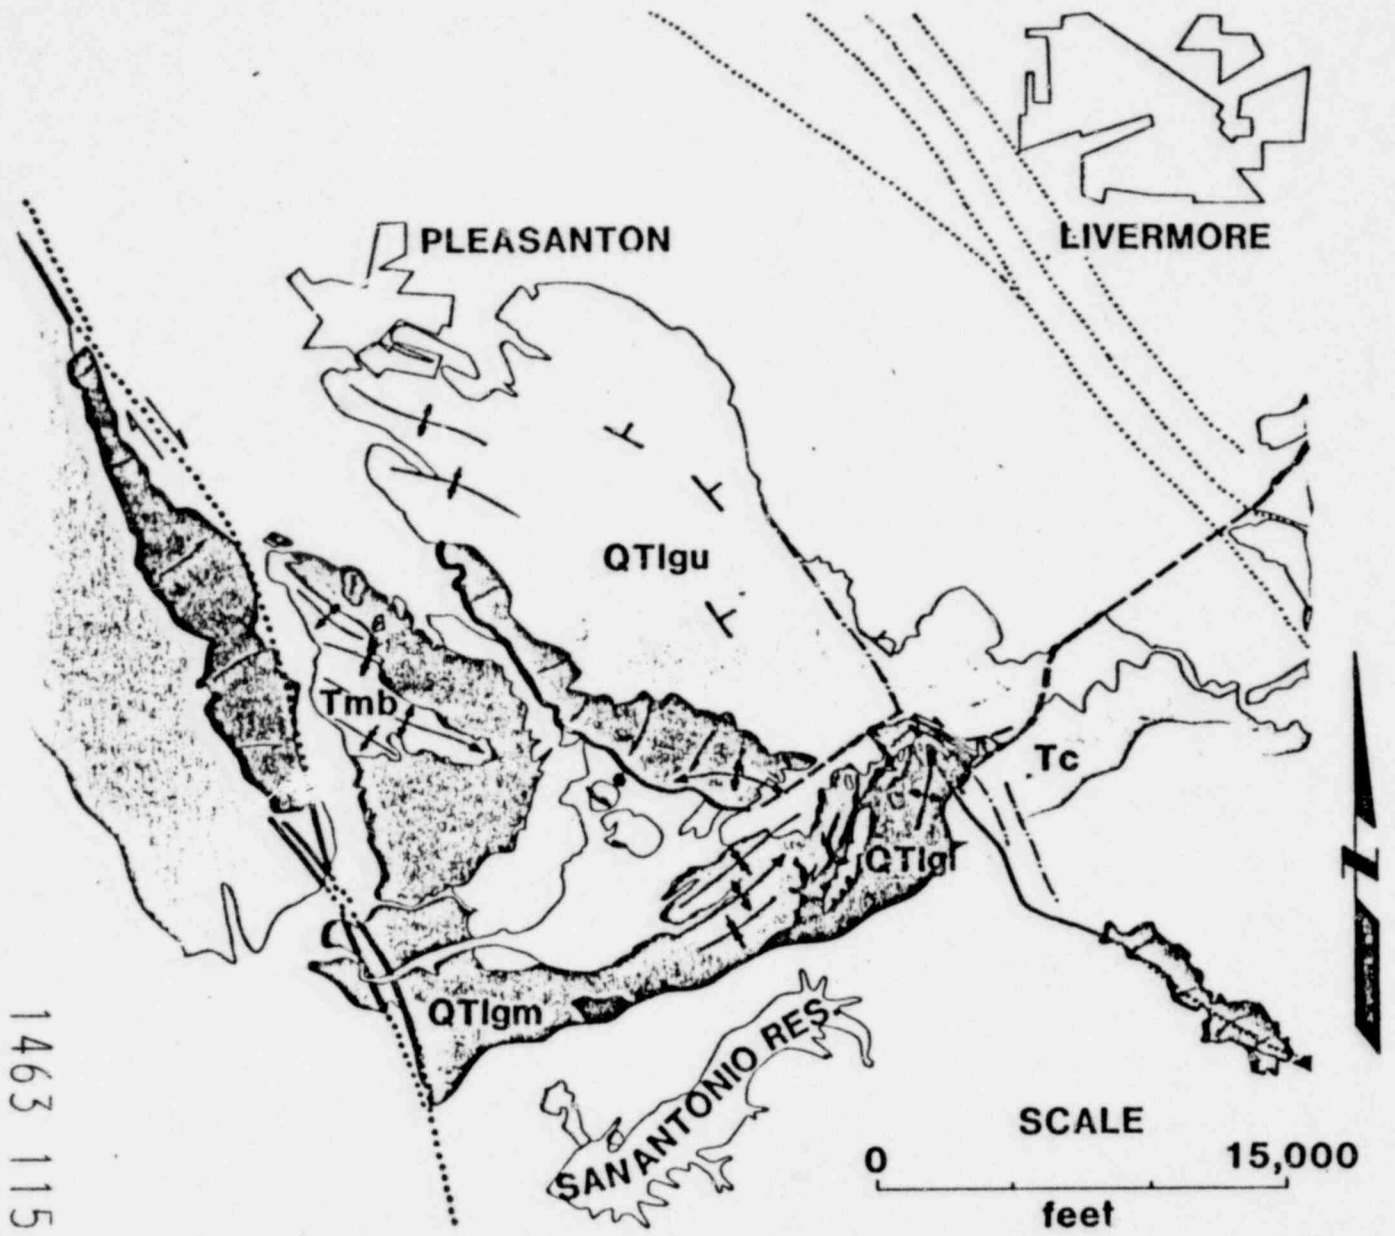 PLEASANTON
LIVERMORE
QTlgu
Tmb
Tc
QTlgl
QTlgm
SAN ANTONIO RES.
SCALE
0 15,000
feet
1463 115